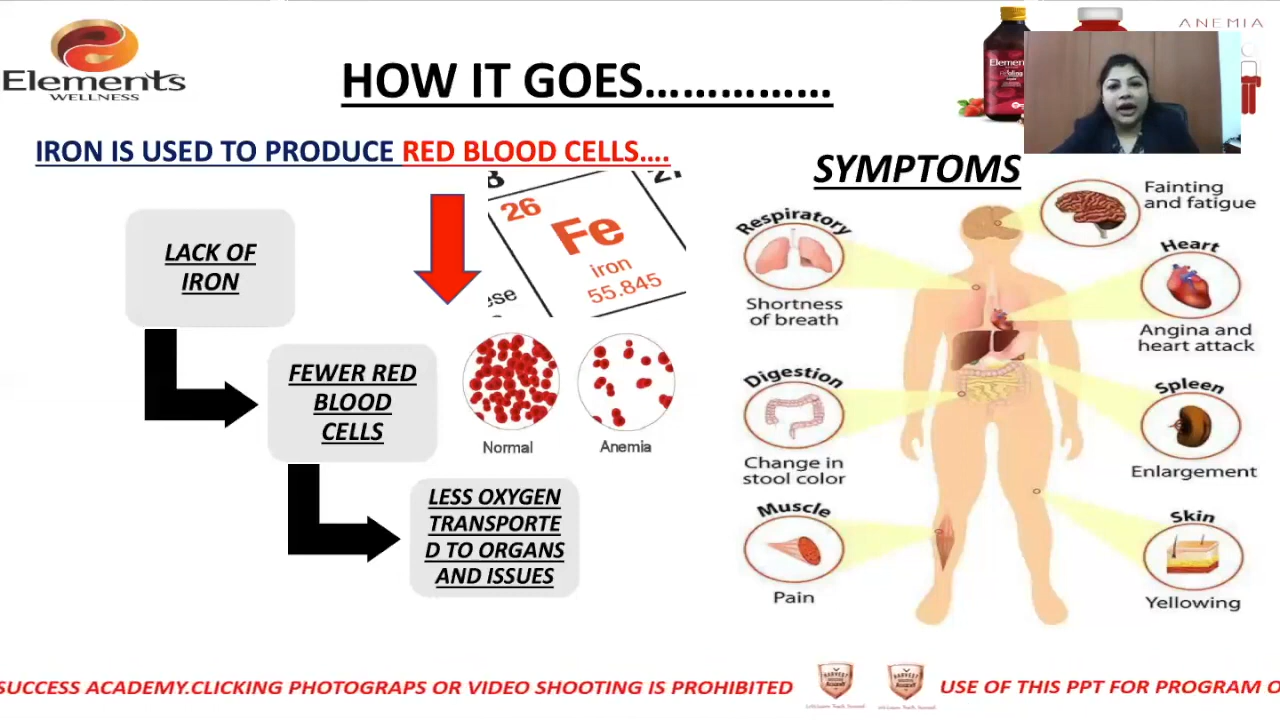 Elements
WELLNESS
HOW IT GOES……………
ANEMIA
IRON IS USED TO PRODUCE RED BLOOD CELLS….
LACK OF
IRON
26
Fe
iron
55.845
FEWER RED
BLOOD
CELLS
Normal
Anemia
LESS OXYGEN
TRANSPORTE
D TO ORGANS
AND ISSUES
SYMPTOMS
Fainting
and fatigue
Respiratory
Shortness
of breath
Heart
Angina and
heart attack
Digestion
Change in
stool color
Spleen
Enlargement
Muscle
Pain
Skin
Yellowing
SUCCESS ACADEMY.CLICKING PHOTOGRAPS OR VIDEO SHOOTING IS PROHIBITED
USE OF THIS PPT FOR PROGRAM O